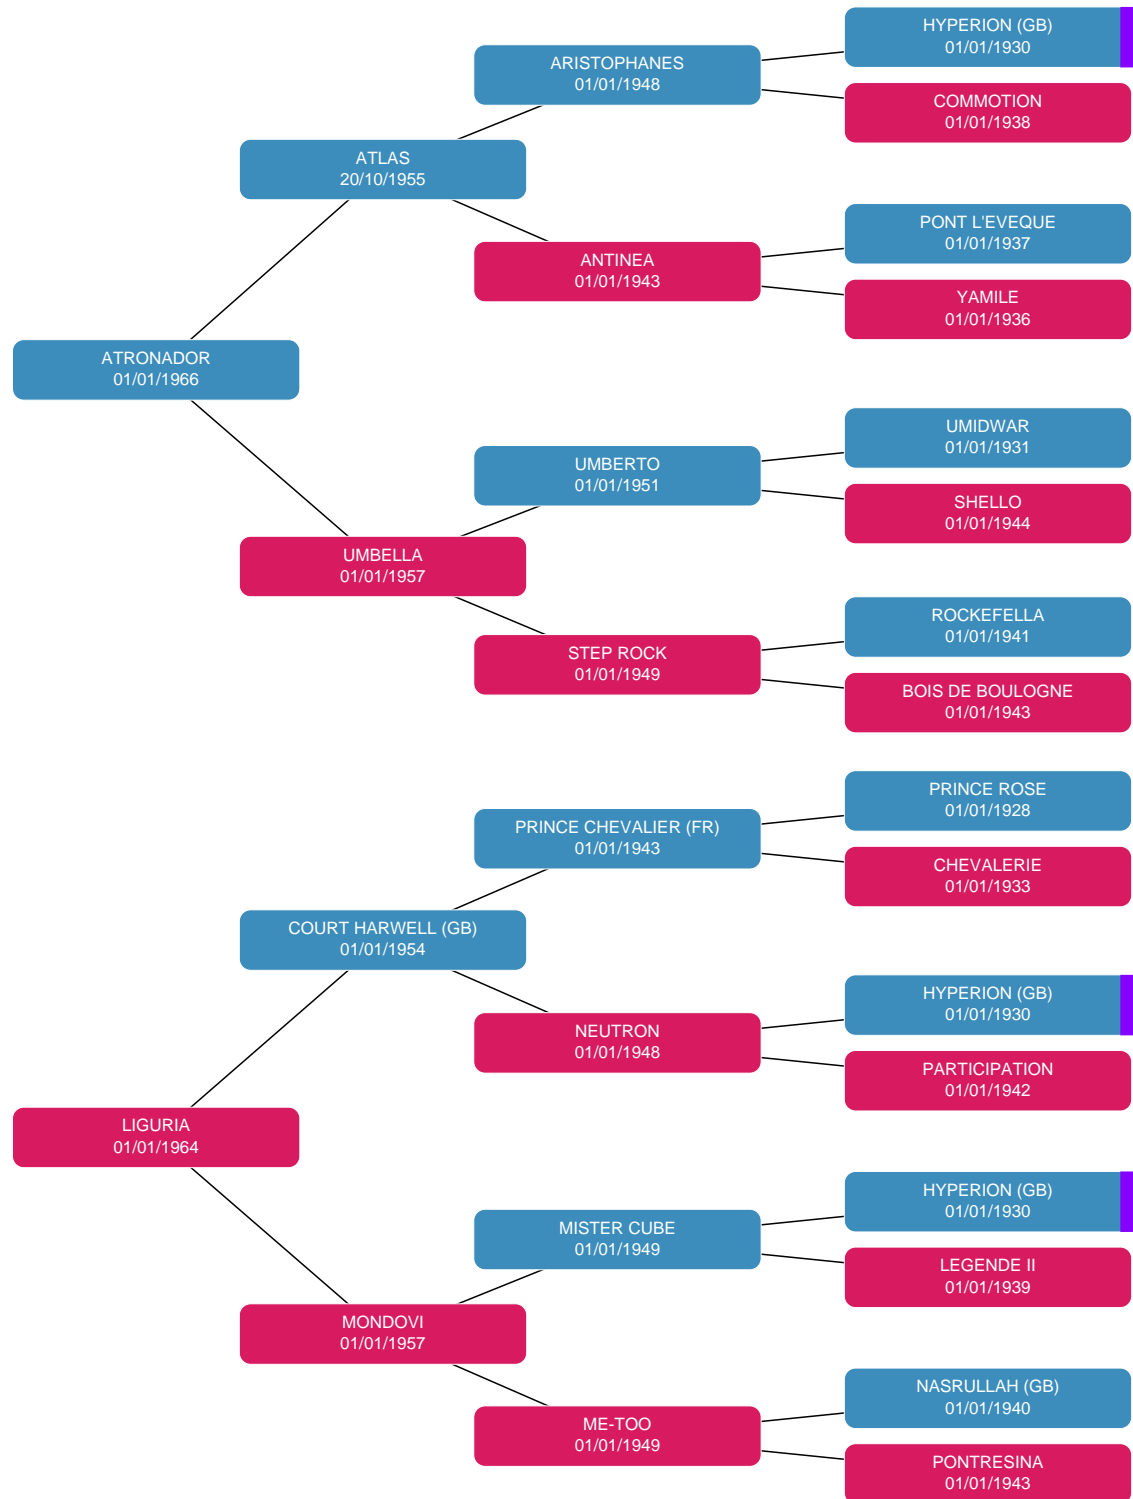 HYPERION (GB)
01/01/1930
ARISTOPHANES
01/01/1948
COMMOTION
01/01/1938
ATLAS
20/10/1955
PONT L'EVEQUE
01/01/1937
ANTINEA
01/01/1943
YAMILE
01/01/1936
ATRONADOR
01/01/1966
UMIDWAR
01/01/1931
UMBERTO
01/01/1951
SHELLO
01/01/1944
UMBELLA
01/01/1957
ROCKEFELLA
01/01/1941
STEP ROCK
01/01/1949
BOIS DE BOULOGNE
01/01/1943
PRINCE ROSE
01/01/1928
PRINCE CHEVALIER (FR)
01/01/1943
CHEVALERIE
01/01/1933
COURT HARWELL (GB)
01/01/1954
HYPERION (GB)
01/01/1930
NEUTRON
01/01/1948
PARTICIPATION
01/01/1942
LIGURIA
01/01/1964
HYPERION (GB)
01/01/1930
MISTER CUBE
01/01/1949
LEGENDE II
01/01/1939
MONDOVI
01/01/1957
NASRULLAH (GB)
01/01/1940
ME-TOO
01/01/1949
PONTRESINA
01/01/1943